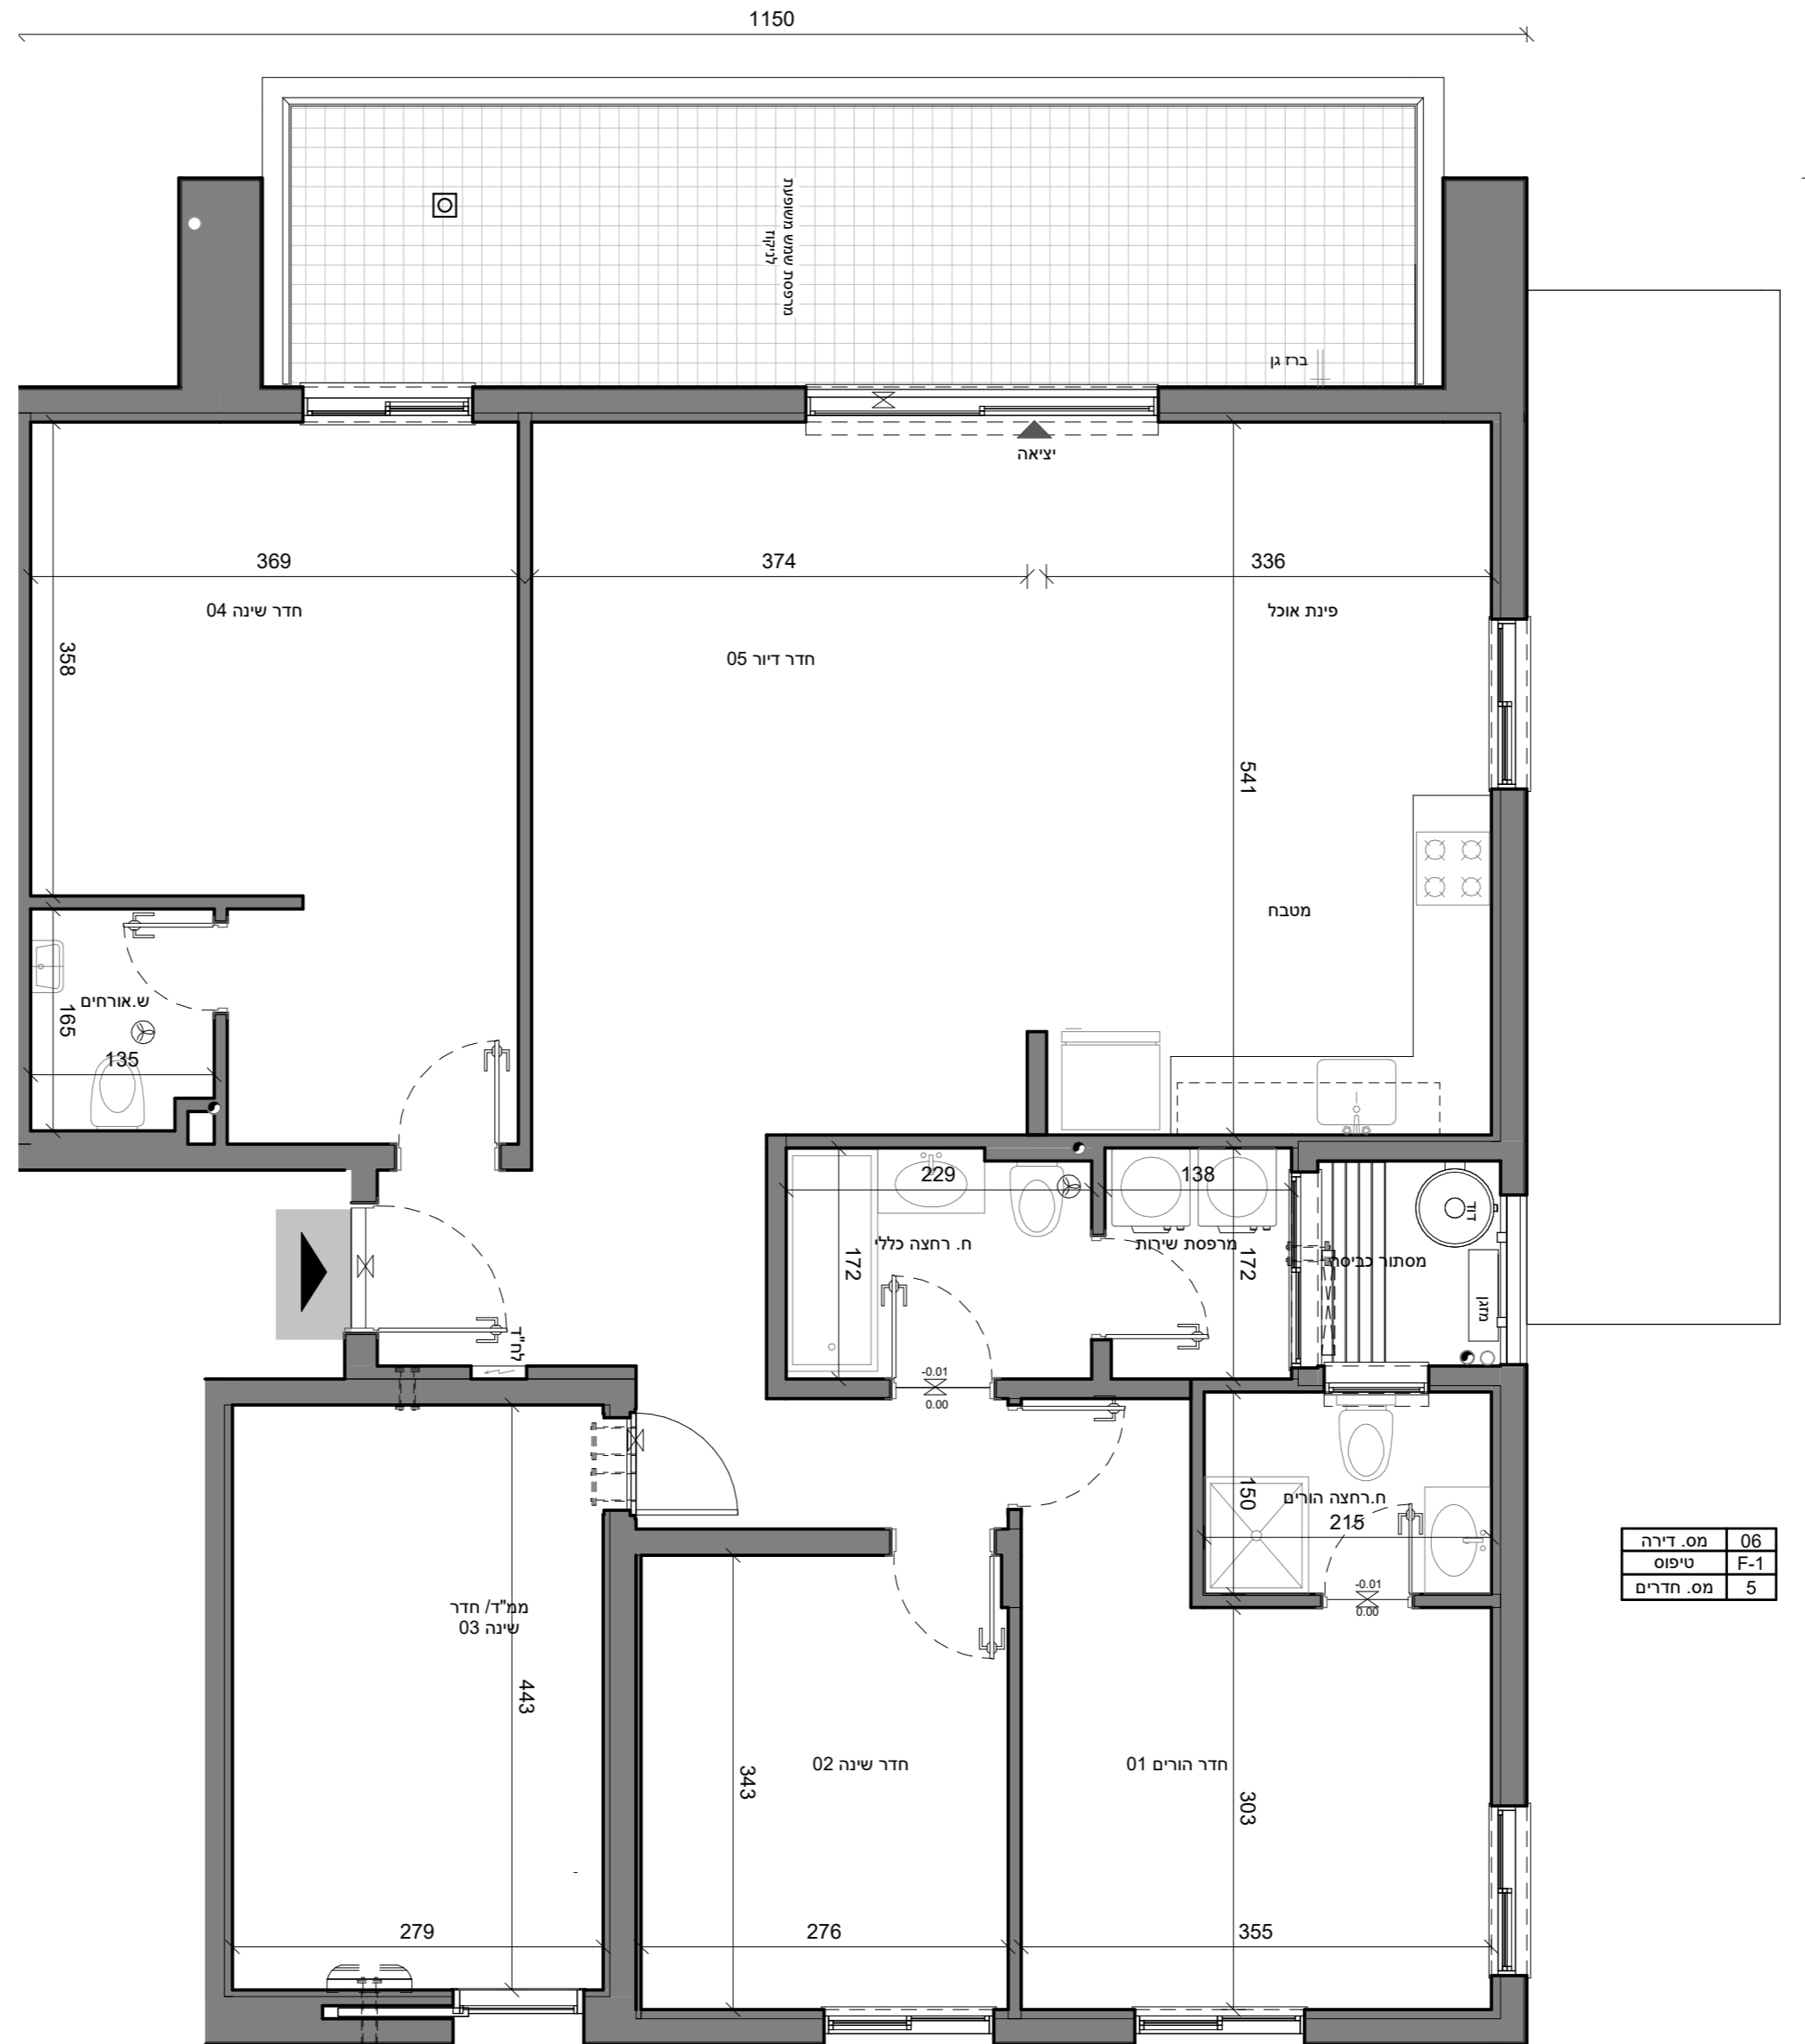 1150
מרפסת שמש משופעת
לניקוז
ברז גן
יציאה
369
374
336
חדר שינה 04
פינת אוכל
358
חדר דיור 05
541
מטבח
ש.אורחים
165
135
229
138
דוד
ח. רחצה כללי
מרפסת שירות
172
172
מסתור כביסה
מזגן
לח"ד
-0.01
0.00
150
ח.רחצה הורים
215
-0.01
0.00
מס. דירה 06
טיפוס F-1
מס. חדרים 5
ממ"ד/ חדר
שינה 03
443
חדר שינה 02
343
חדר הורים 01
303
279
276
355